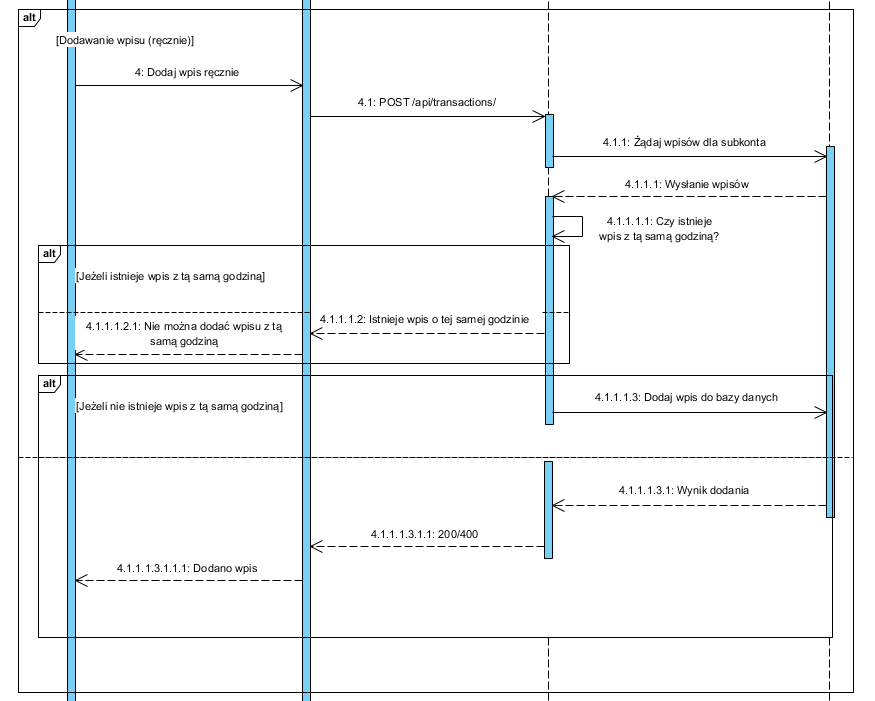 alt
[Dodawanie wpisu (ręcznie)]
4: Dodaj wpis ręcznie
4.1: POST /api/transactions/
4.1.1: Żądaj wpisów dla subkonta
4.1.1.1: Wysłanie wpisów
4.1.1.1.1: Czy istnieje
wpis z tą samą godziną?
alt
[Jeżeli istnieje wpis z tą samą godziną]
4.1.1.1.2: Istnieje wpis o tej samej godzinie
4.1.1.1.2.1: Nie można dodać wpisu z tą
samą godziną
alt
[Jeżeli nie istnieje wpis z tą samą godziną]
4.1.1.1.3: Dodaj wpis do bazy danych
4.1.1.1.3.1: Wynik dodania
4.1.1.1.3.1.1: 200/400
4.1.1.1.3.1.1.1: Dodano wpis